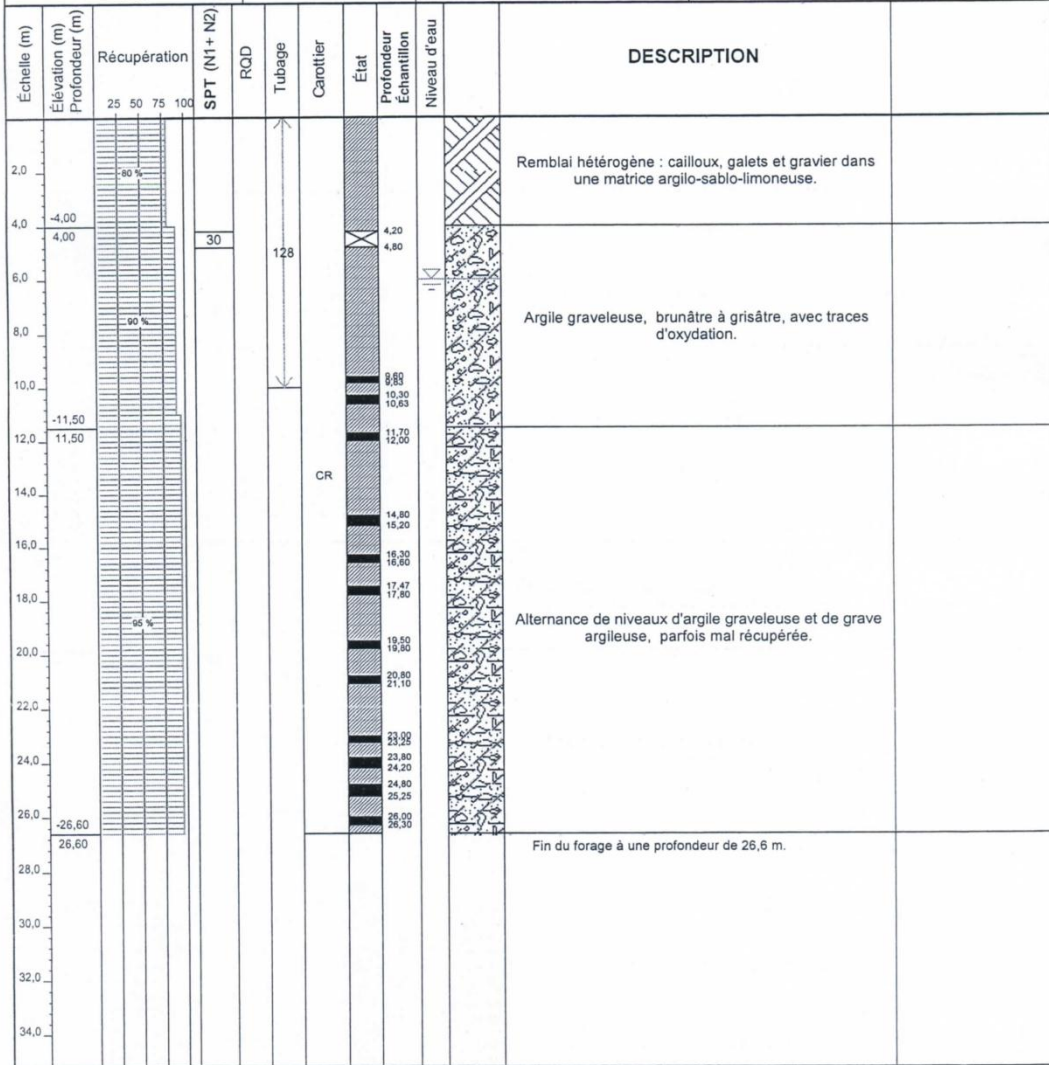 Échelle (m)
Élévation (m)
Profondeur (m)
Récupération
25 50 75 100
SPT (N1+ N2)
RQD
Tubage
Carottier
État
Profondeur
Échantillon
Niveau d'eau
DESCRIPTION
2,0
80 %
Remblai hétérogène : cailloux, galets et gravier dans
une matrice argilo-sablo-limoneuse.
-4,00
4,0
4,00
30
4,20
4,80
128
6,0
8,0
90 %
Argile graveleuse, brunâtre à grisâtre, avec traces
d'oxydation.
9,60
9,83
10,0
10,30
10,63
-11,50
11,50
11,70
12,00
12,0
CR
14,0
14,80
15,20
16,0
16,30
16,60
17,47
17,80
18,0
95 %
Alternance de niveaux d'argile graveleuse et de grave
argileuse, parfois mal récupérée.
19,50
19,80
20,0
20,80
21,10
22,0
23,00
23,25
23,80
24,0
24,20
24,80
25,25
26,0
26,00
26,30
-26,60
26,60
Fin du forage à une profondeur de 26,6 m.
28,0
30,0
32,0
34,0